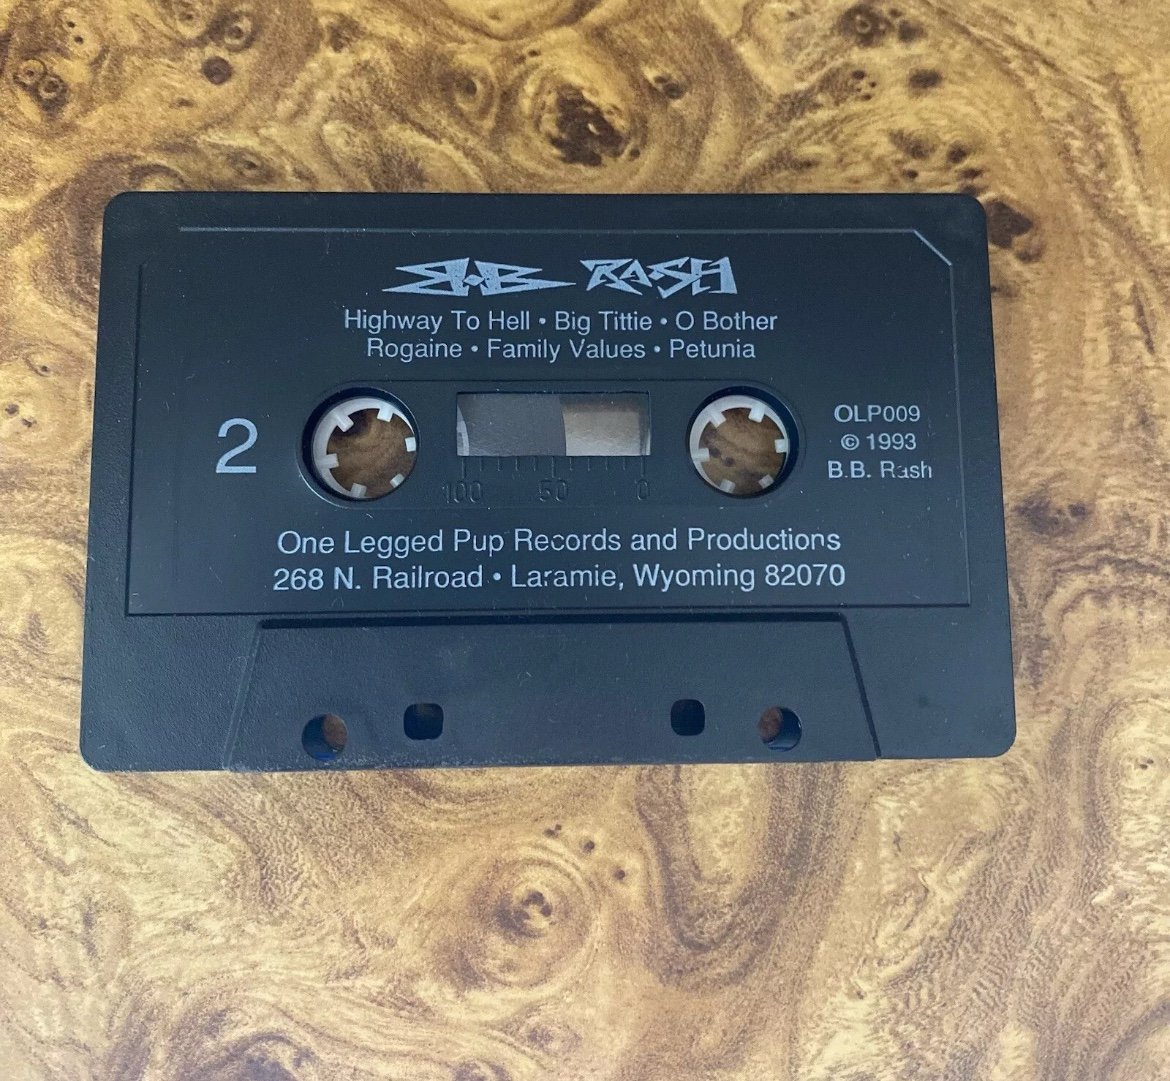 B.B. RASH
Highway To Hell • Big Tittie • O Bother
Rogaine • Family Values • Petunia
2
100 50 0
OLP009
© 1993
B.B. Rash
One Legged Pup Records and Productions
268 N. Railroad • Laramie, Wyoming 82070